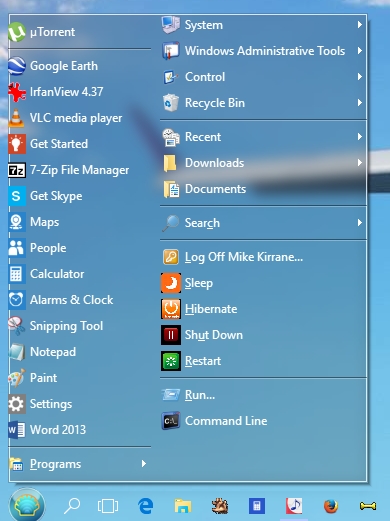 µTorrent
Google Earth
IrfanView 4.37
VLC media player
Get Started
7-Zip File Manager
Get Skype
Maps
People
Calculator
Alarms & Clock
Snipping Tool
Notepad
Paint
Settings
Word 2013
Programs
System
Windows Administrative Tools
Control
Recycle Bin
Recent
Downloads
Documents
Search
Log Off Mike Kirrane...
Sleep
Hibernate
Shut Down
Restart
Run...
Command Line